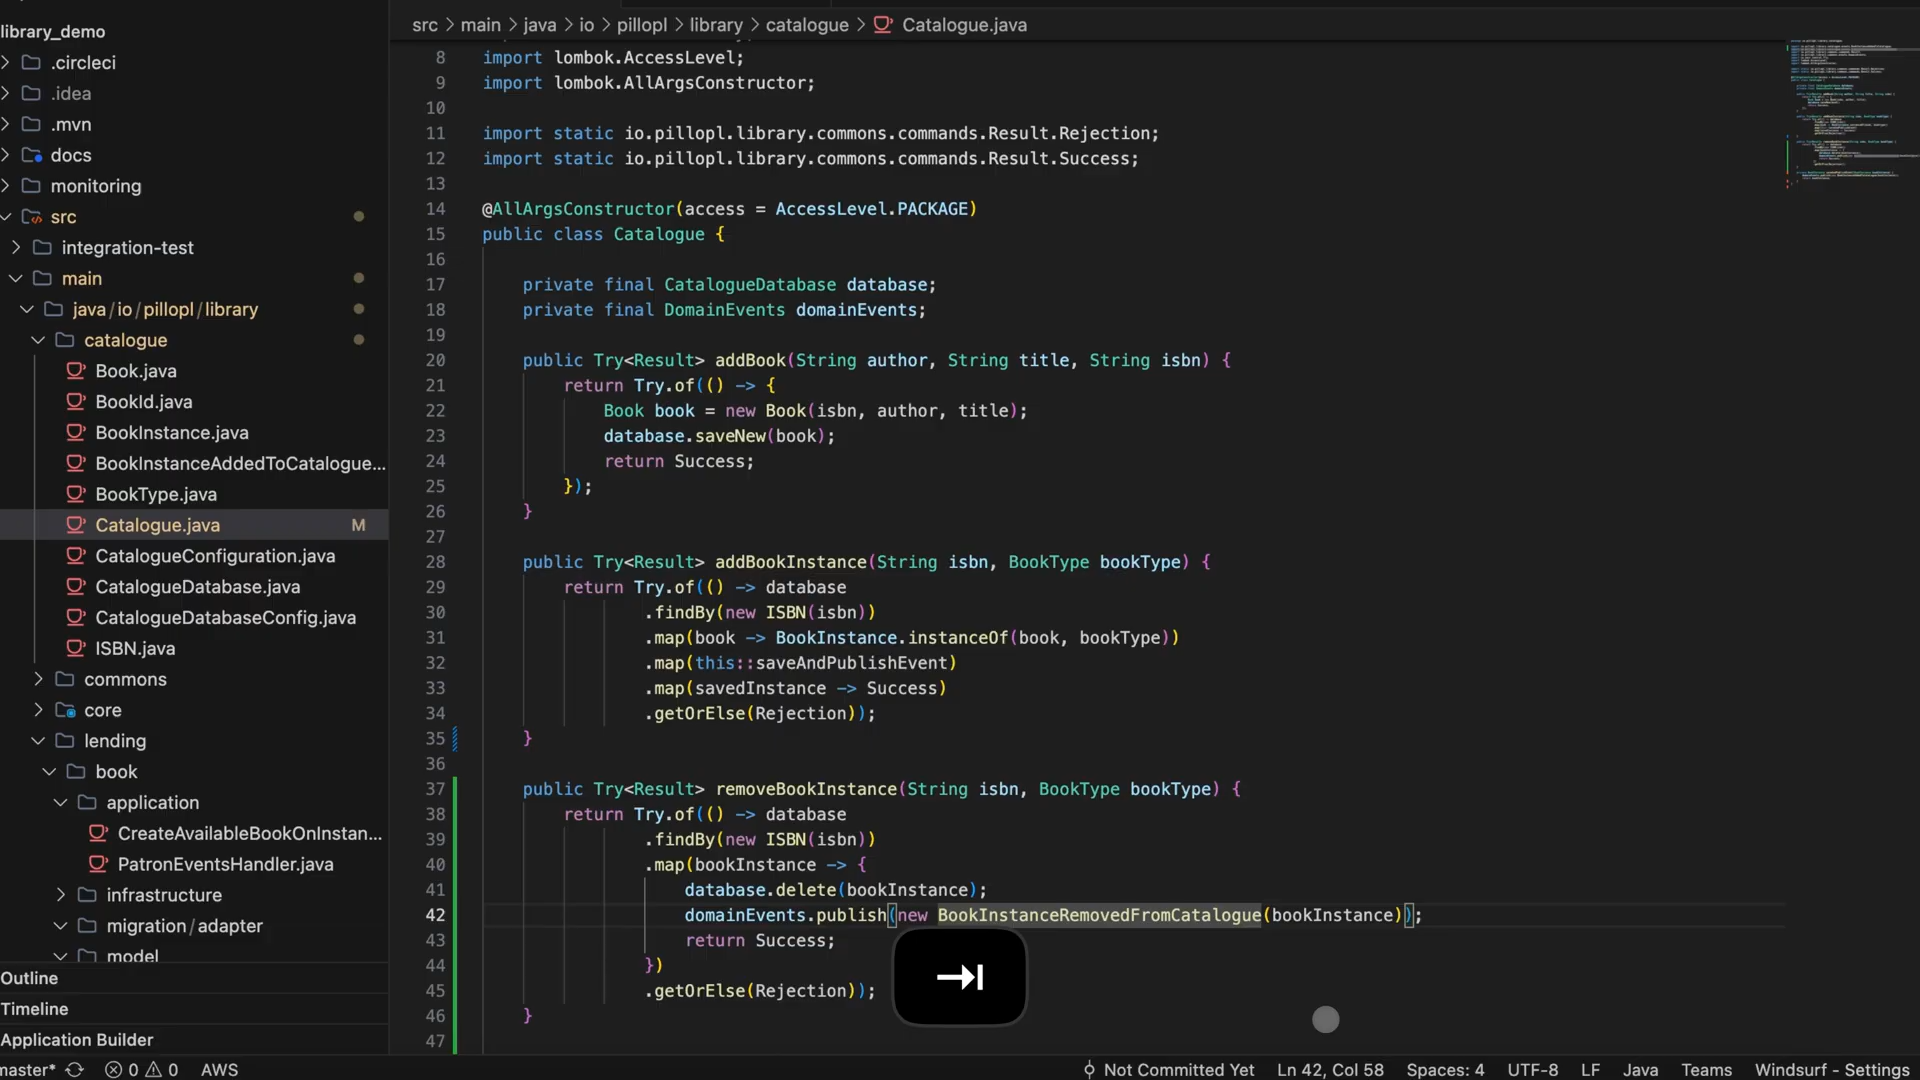 library_demo
.circleci
.idea
.mvn
docs
monitoring
src
integration-test
main
java/io/pillopl/library
catalogue
Book.java
BookId.java
BookInstance.java
BookInstanceAddedToCatalogue...
BookType.java
Catalogue.java M
CatalogueConfiguration.java
CatalogueDatabase.java
CatalogueDatabaseConfig.java
ISBN.java
commons
core
lending
book
application
CreateAvailableBookOnInstan...
PatronEventsHandler.java
infrastructure
migration/adapter
model
Outline
Timeline
Application Builder
src > main > java > io > pillopl > library > catalogue > Catalogue.java
8 import lombok.AccessLevel;
9 import lombok.AllArgsConstructor;
10
11 import static io.pillopl.library.commons.commands.Result.Rejection;
12 import static io.pillopl.library.commons.commands.Result.Success;
13
14 @AllArgsConstructor(access = AccessLevel.PACKAGE)
15 public class Catalogue {
16
17 private final CatalogueDatabase database;
18 private final DomainEvents domainEvents;
19
20 public Try<Result> addBook(String author, String title, String isbn) {
21 return Try.of(() -> {
22 Book book = new Book(isbn, author, title);
23 database.saveNew(book);
24 return Success;
25 });
26 }
27
28 public Try<Result> addBookInstance(String isbn, BookType bookType) {
29 return Try.of(() -> database
30 .findBy(new ISBN(isbn))
31 .map(book -> BookInstance.instanceOf(book, bookType))
32 .map(this::saveAndPublishEvent)
33 .map(savedInstance -> Success)
34 .getOrElse(Rejection));
35 }
36
37 public Try<Result> removeBookInstance(String isbn, BookType bookType) {
38 return Try.of(() -> database
39 .findBy(new ISBN(isbn))
40 .map(bookInstance -> {
41 database.delete(bookInstance);
42 domainEvents.publish(new BookInstanceRemovedFromCatalogue(bookInstance));
43 return Success;
44 })
45 .getOrElse(Rejection));
46 }
47
master* 0 0 AWS
Not Committed Yet Ln 42, Col 58 Spaces: 4 UTF-8 LF Java Teams Windsurf - Settings